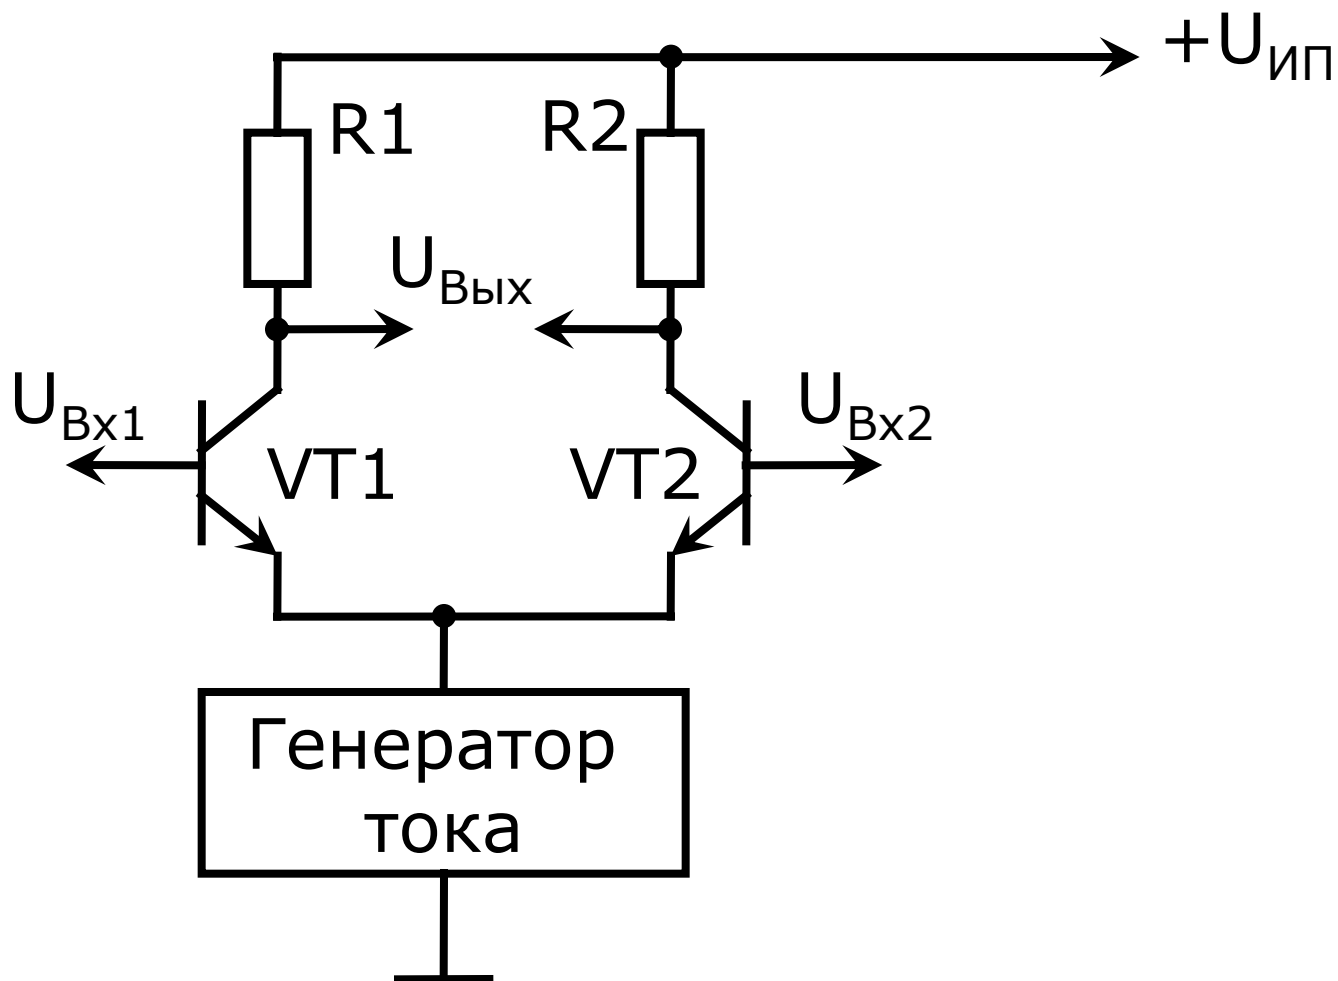 +UИП
R1
R2
UВых
UВх1
UВх2
VT1
VT2
Генератор
тока